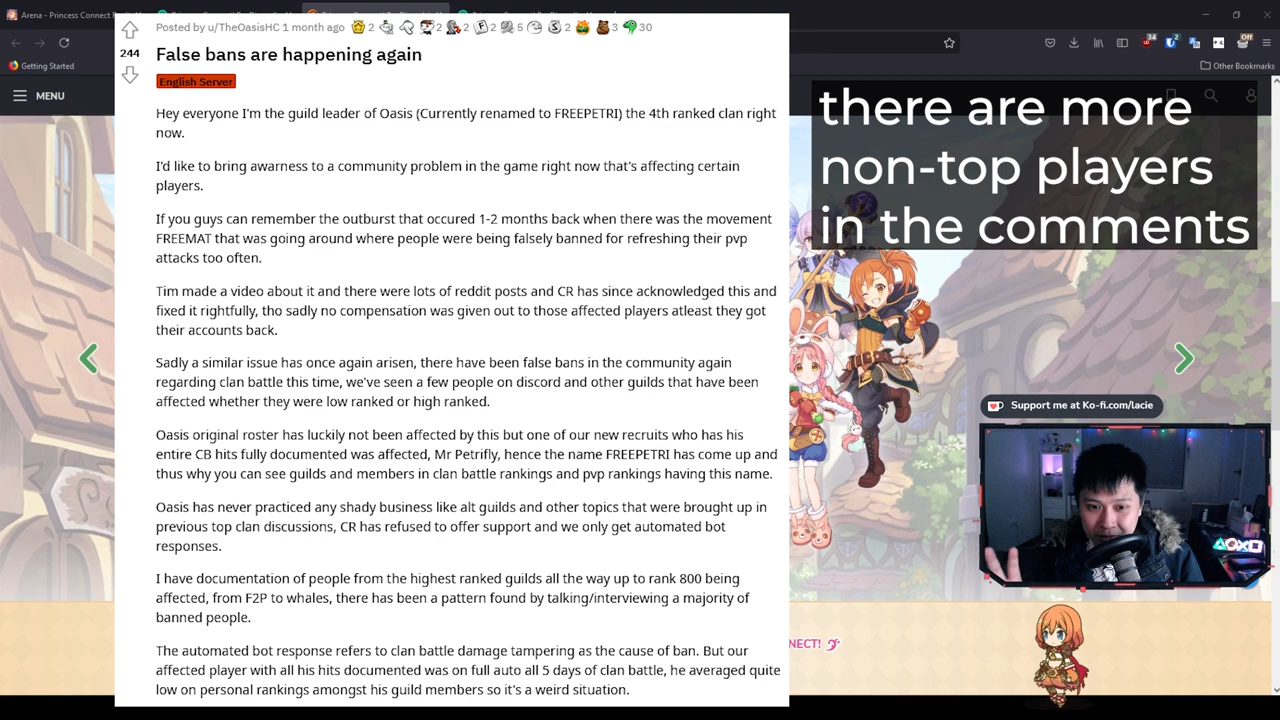 Arena - Princess Connect
Getting Started
Other Bookmarks
MENU
Posted by u/TheOasisHC 1 month ago
2 2 2 2 5 2 3 30
244
False bans are happening again
English Server
Hey everyone I'm the guild leader of Oasis (Currently renamed to FREEPETRI) the 4th ranked clan right
now.
I'd like to bring awarness to a community problem in the game right now that's affecting certain
players.
If you guys can remember the outburst that occured 1-2 months back when there was the movement
FREEMAT that was going around where people were being falsely banned for refreshing their pvp
attacks too often.
Tim made a video about it and there were lots of reddit posts and CR has since acknowledged this and
fixed it rightfully, tho sadly no compensation was given out to those affected players atleast they got
their accounts back.
Sadly a similar issue has once again arisen, there have been false bans in the community again
regarding clan battle this time, we've seen a few people on discord and other guilds that have been
affected whether they were low ranked or high ranked.
Oasis original roster has luckily not been affected by this but one of our new recruits who has his
entire CB hits fully documented was affected, Mr Petrifly, hence the name FREEPETRI has come up and
thus why you can see guilds and members in clan battle rankings and pvp rankings having this name.
Oasis has never practiced any shady business like alt guilds and other topics that were brought up in
previous top clan discussions, CR has refused to offer support and we only get automated bot
responses.
I have documentation of people from the highest ranked guilds all the way up to rank 800 being
affected, from F2P to whales, there has been a pattern found by talking/interviewing a majority of
banned people.
The automated bot response refers to clan battle damage tampering as the cause of ban. But our
affected player with all his hits documented was on full auto all 5 days of clan battle, he averaged quite
low on personal rankings amongst his guild members so it's a weird situation.
there are more
non-top players
in the comments
Support me at Ko-fi.com/lacie
NECT!